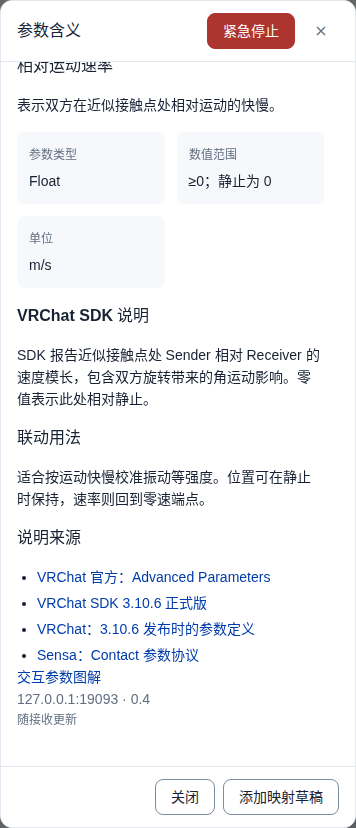 参数含义
紧急停止
×
相对运动速率
表示双方在近似接触点处相对运动的快慢。
参数类型
Float
数值范围
≥0；静止为 0
单位
m/s
VRChat SDK 说明
SDK 报告近似接触点处 Sender 相对 Receiver 的
速度模长，包含双方旋转带来的角运动影响。零
值表示此处相对静止。
联动用法
适合按运动快慢校准振动等强度。位置可在静止
时保持，速率则回到零速端点。
说明来源
• VRChat 官方：Advanced Parameters
• VRChat SDK 3.10.6 正式版
• VRChat：3.10.6 发布时的参数定义
• Sensa：Contact 参数协议
交互参数图解
127.0.0.1:19093 · 0.4
随接收更新
关闭
添加映射草稿